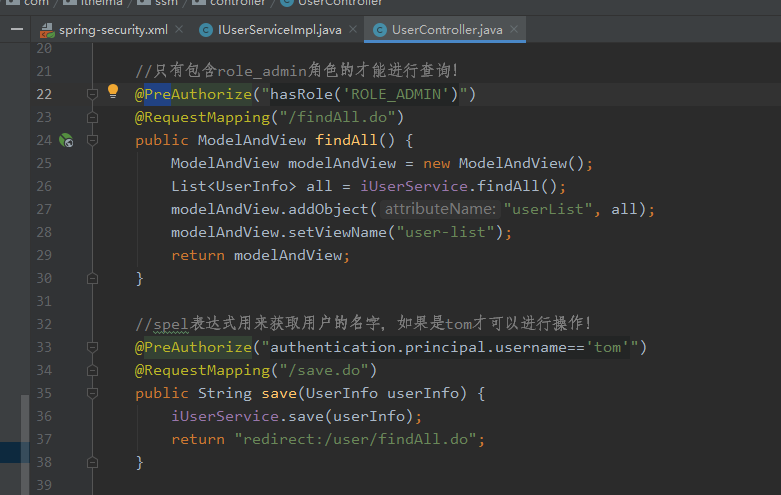 com ItheIma ssm controller UserController
spring-security.xml IUserServiceImpl.java UserController.java
20
21 //只有包含role_admin角色的才能进行查询!
22 @PreAuthorize("hasRole('ROLE_ADMIN')")
23 @RequestMapping("/findAll.do")
24 public ModelAndView findAll() {
25 ModelAndView modelAndView = new ModelAndView();
26 List<UserInfo> all = iUserService.findAll();
27 modelAndView.addObject( attributeName: "userList", all);
28 modelAndView.setViewName("user-list");
29 return modelAndView;
30 }
31
32 //spel表达式用来获取用户的名字，如果是tom才可以进行操作!
33 @PreAuthorize("authentication.principal.username=='tom'")
34 @RequestMapping("/save.do")
35 public String save(UserInfo userInfo) {
36 iUserService.save(userInfo);
37 return "redirect:/user/findAll.do";
38 }
39